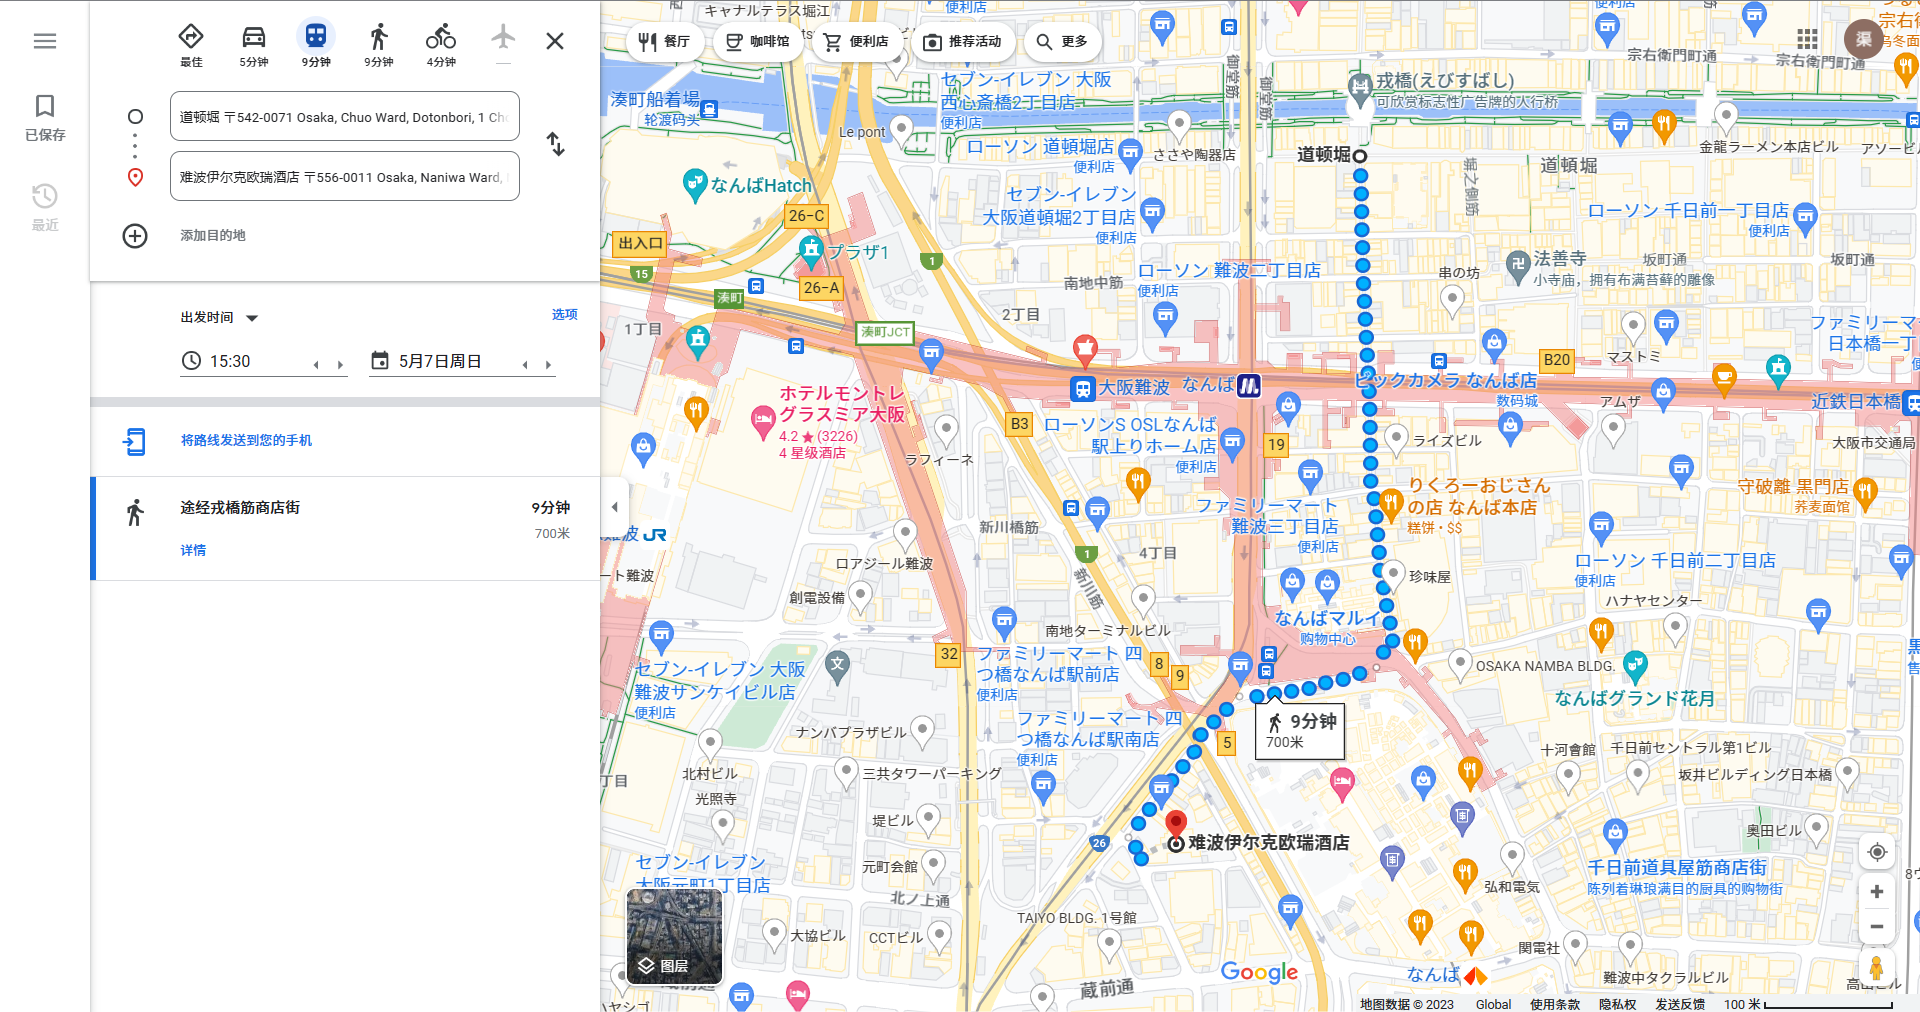 最佳
5分钟
9分钟
9分钟
4分钟
已保存
最近
道顿堀 〒542-0071 Osaka, Chuo Ward, Dotonbori, 1 Ch
难波伊尔克欧瑞酒店 〒556-0011 Osaka, Naniwa Ward,
添加目的地
出发时间
选项
15:30
5月7日周日
将路线发送到您的手机
途经戎橋筋商店街
9分钟
700米
详情
餐厅
咖啡馆
便利店
推荐活动
更多
キャナルテラス堀江
便利店
便利店
宗右衛門町通
宗右衛門町通
渠
御堂筋
御堂筋
湊町船着場
轮渡码头
セブン-イレブン 大阪
西心斎橋2丁目店
便利店
戎橋(えびすばし)
可欣赏标志性广告牌的人行桥
Le pont
ローソン 道頓堀店
便利店
ささや陶器店
道顿堀
道頓堀
金龍ラーメン本店ビル
なんばHatch
セブン-イレブン
大阪道頓堀2丁目店
便利店
堀之側筋
ローソン 千日前一丁目店
便利店
26-C
出入口
15
プラザ1
1
26-A
湊町
湊町JCT
ローソン 難波二丁目店
便利店
南地中筋
2丁目
1丁目
串の坊
法善寺
小寺庙，拥有布满苔藓的雕像
坂町通
坂町通
マストミ
B20
ファミリーマ
日本橋一丁
大阪難波
なんば
ビックカメラ なんば店
数码城
アムザ
近鉄日本橋
大阪市交通局
ホテルモントレ
グラスミア大阪
4.2 ★ (3226)
4 星级酒店
B3
ローソンS OSLなんば
駅上りホーム店
便利店
19
ライズビル
ラフィーネ
りくろーおじさん
の店 なんば本店
糕饼 · $$
守破離 黒門店
荞麦面馆
ファミリーマート
難波三丁目店
便利店
新川橋筋
1
4丁目
新川筋
ローソン 千日前二丁目店
便利店
JR
ート難波
ロアジール難波
創電設備
珍味屋
ハナヤセンター
なんばマルイ
购物中心
南地ターミナルビル
32
8
9
文
セブン-イレブン 大阪
難波サンケイビル店
便利店
ファミリーマート 四
つ橋なんば駅前店
便利店
OSAKA NAMBA BLDG.
なんばグランド花月
ファミリーマート 四
つ橋なんば駅南店
便利店
9分钟
700米
5
ナンバプラザビル
北村ビル
三共タワーパーキング
光照寺
丁目
十河會館
千日前セントラル第1ビル
坂井ビルディング日本橋
堤ビル
26
难波伊尔克欧瑞酒店
奥田ビル
セブン-イレブン
大阪元町1丁目店
元町会館
北ノ上通
千日前道具屋筋商店街
陈列着琳琅满目的厨具的购物街
弘和電気
TAIYO BLDG. 1号館
大協ビル
CCTビル
関電社
なんば
難波中タクラルビル
图层
蔵前通
Google
地图数据 © 2023
Global
使用条款
隐私权
发送反馈
100 米